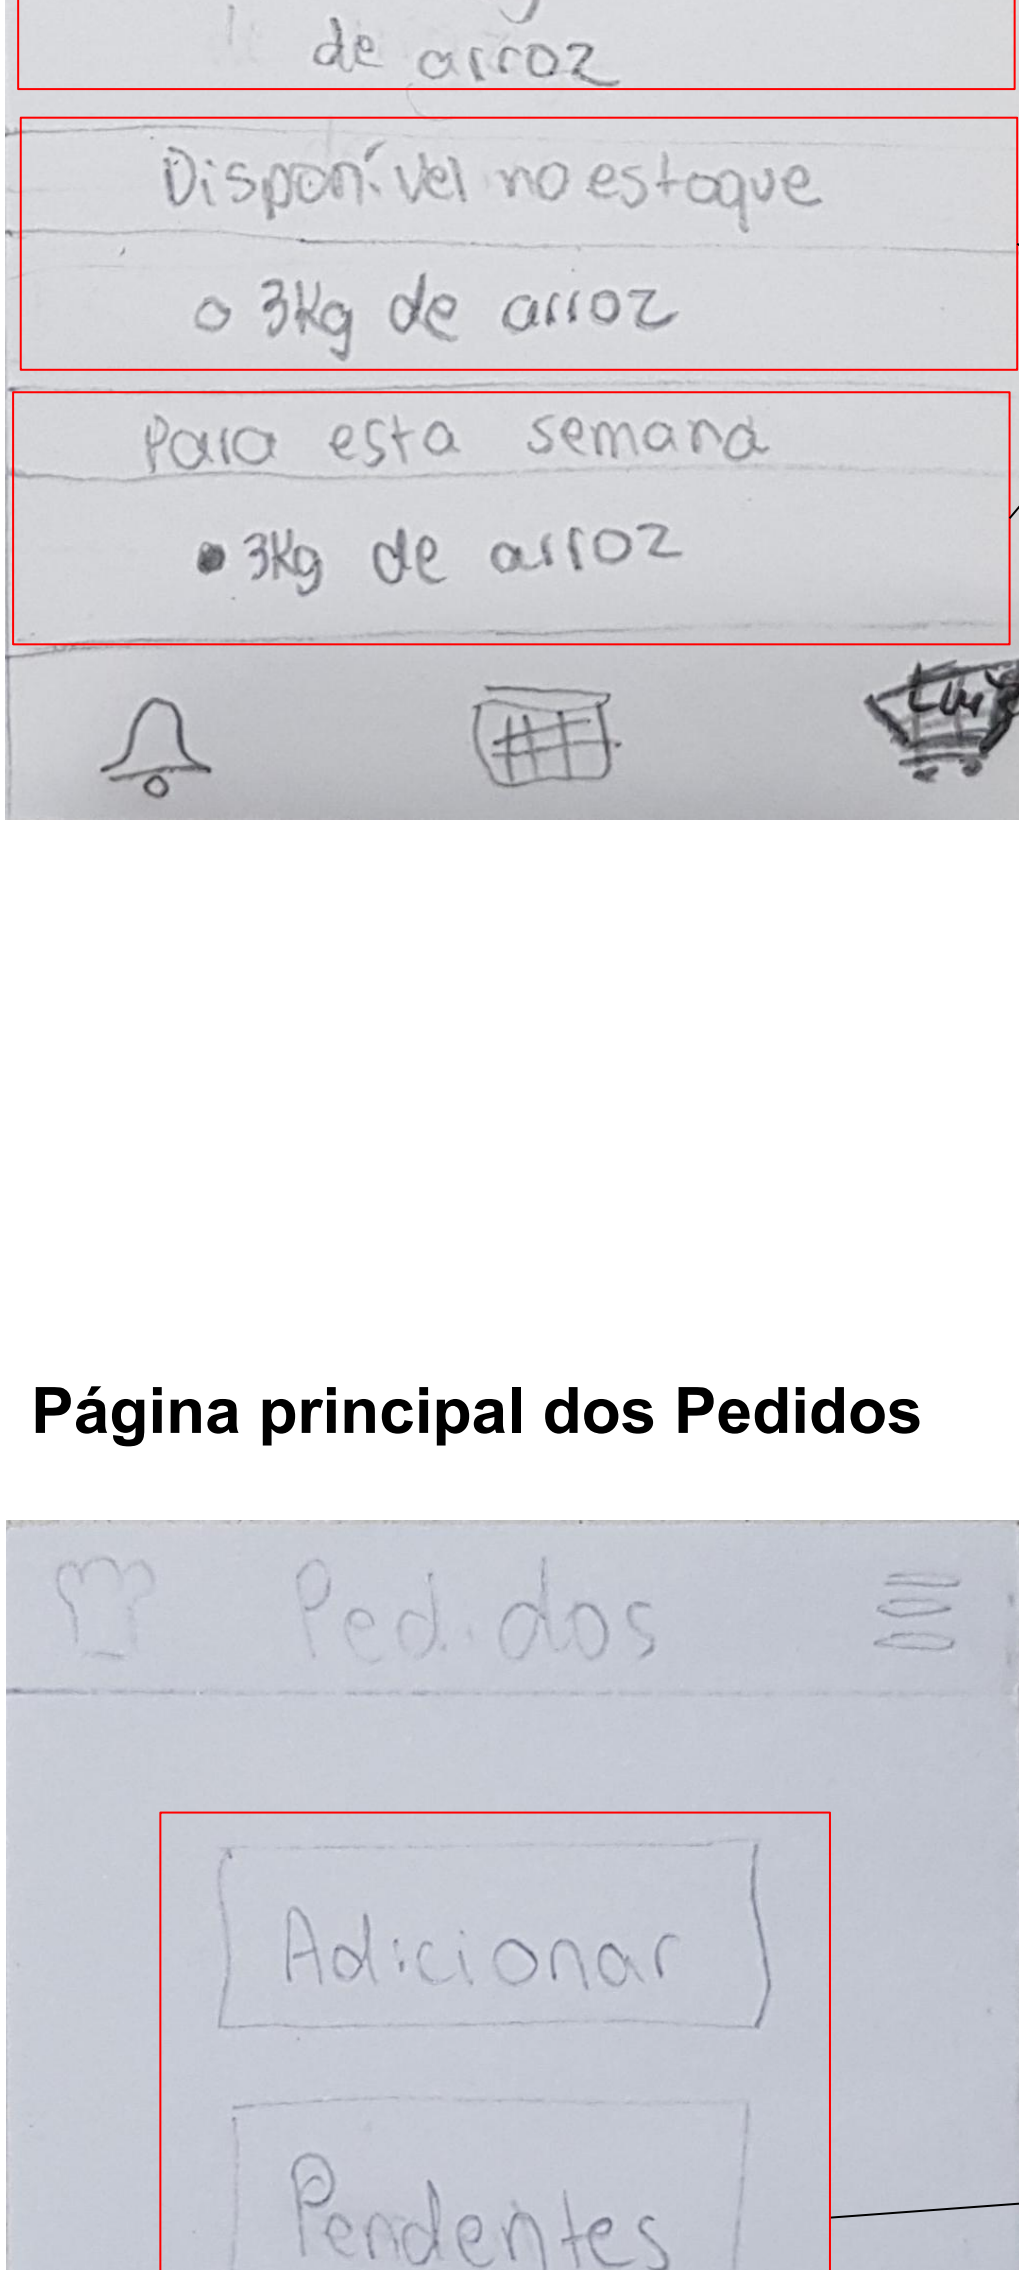 de arroz
Disponível no estoque
o 3Kg de arroz
Para esta semana
• 3Kg de arroz
Página principal dos Pedidos
Pedidos
Adicionar
Pendentes